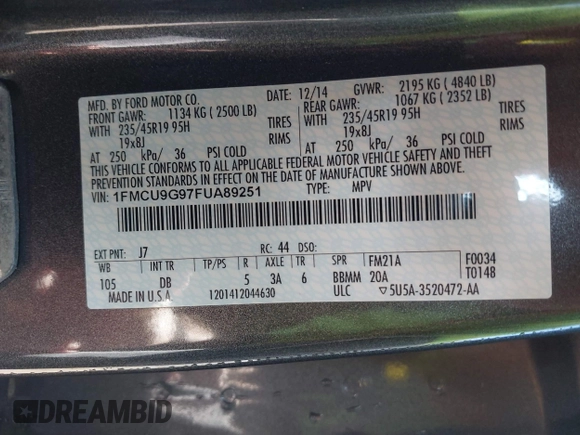 MFD. BY FORD MOTOR CO. 12/14 GVWR: 2195 KG ( 4840 LB)
FRONT GAWR: 1134 KG ( 2500 LB) REAR GAWR: 1067 KG ( 2352 LB)
WITH 235/45R19 95H TIRES WITH 235/45R19 95H TIRES
19x8J RIMS 19x8J RIMS
AT 250 kPa/ 36 PSI COLD AT 250 kPa/ 36 PSI COLD
THIS VEHICLE CONFORMS TO ALL APPLICABLE FEDERAL MOTOR VEHICLE SAFETY AND THEFT
PREVENTION STANDARDS IN EFFECT ON THE DATE OF MANUFACTURE SHOWN ABOVE.
VIN: 1FMCU9G97FUA89251 TYPE: MPV
EXT PNT: J7 RC: 44 DSO:
WB INT TR TP/PS R AXLE TR SPR FM21A F0034
105 DB 5 3A 6 BBMM 20A T0148
MADE IN U.S.A 1201412044630 ULC ▽5U5A-3520472-AA
DREAMBID